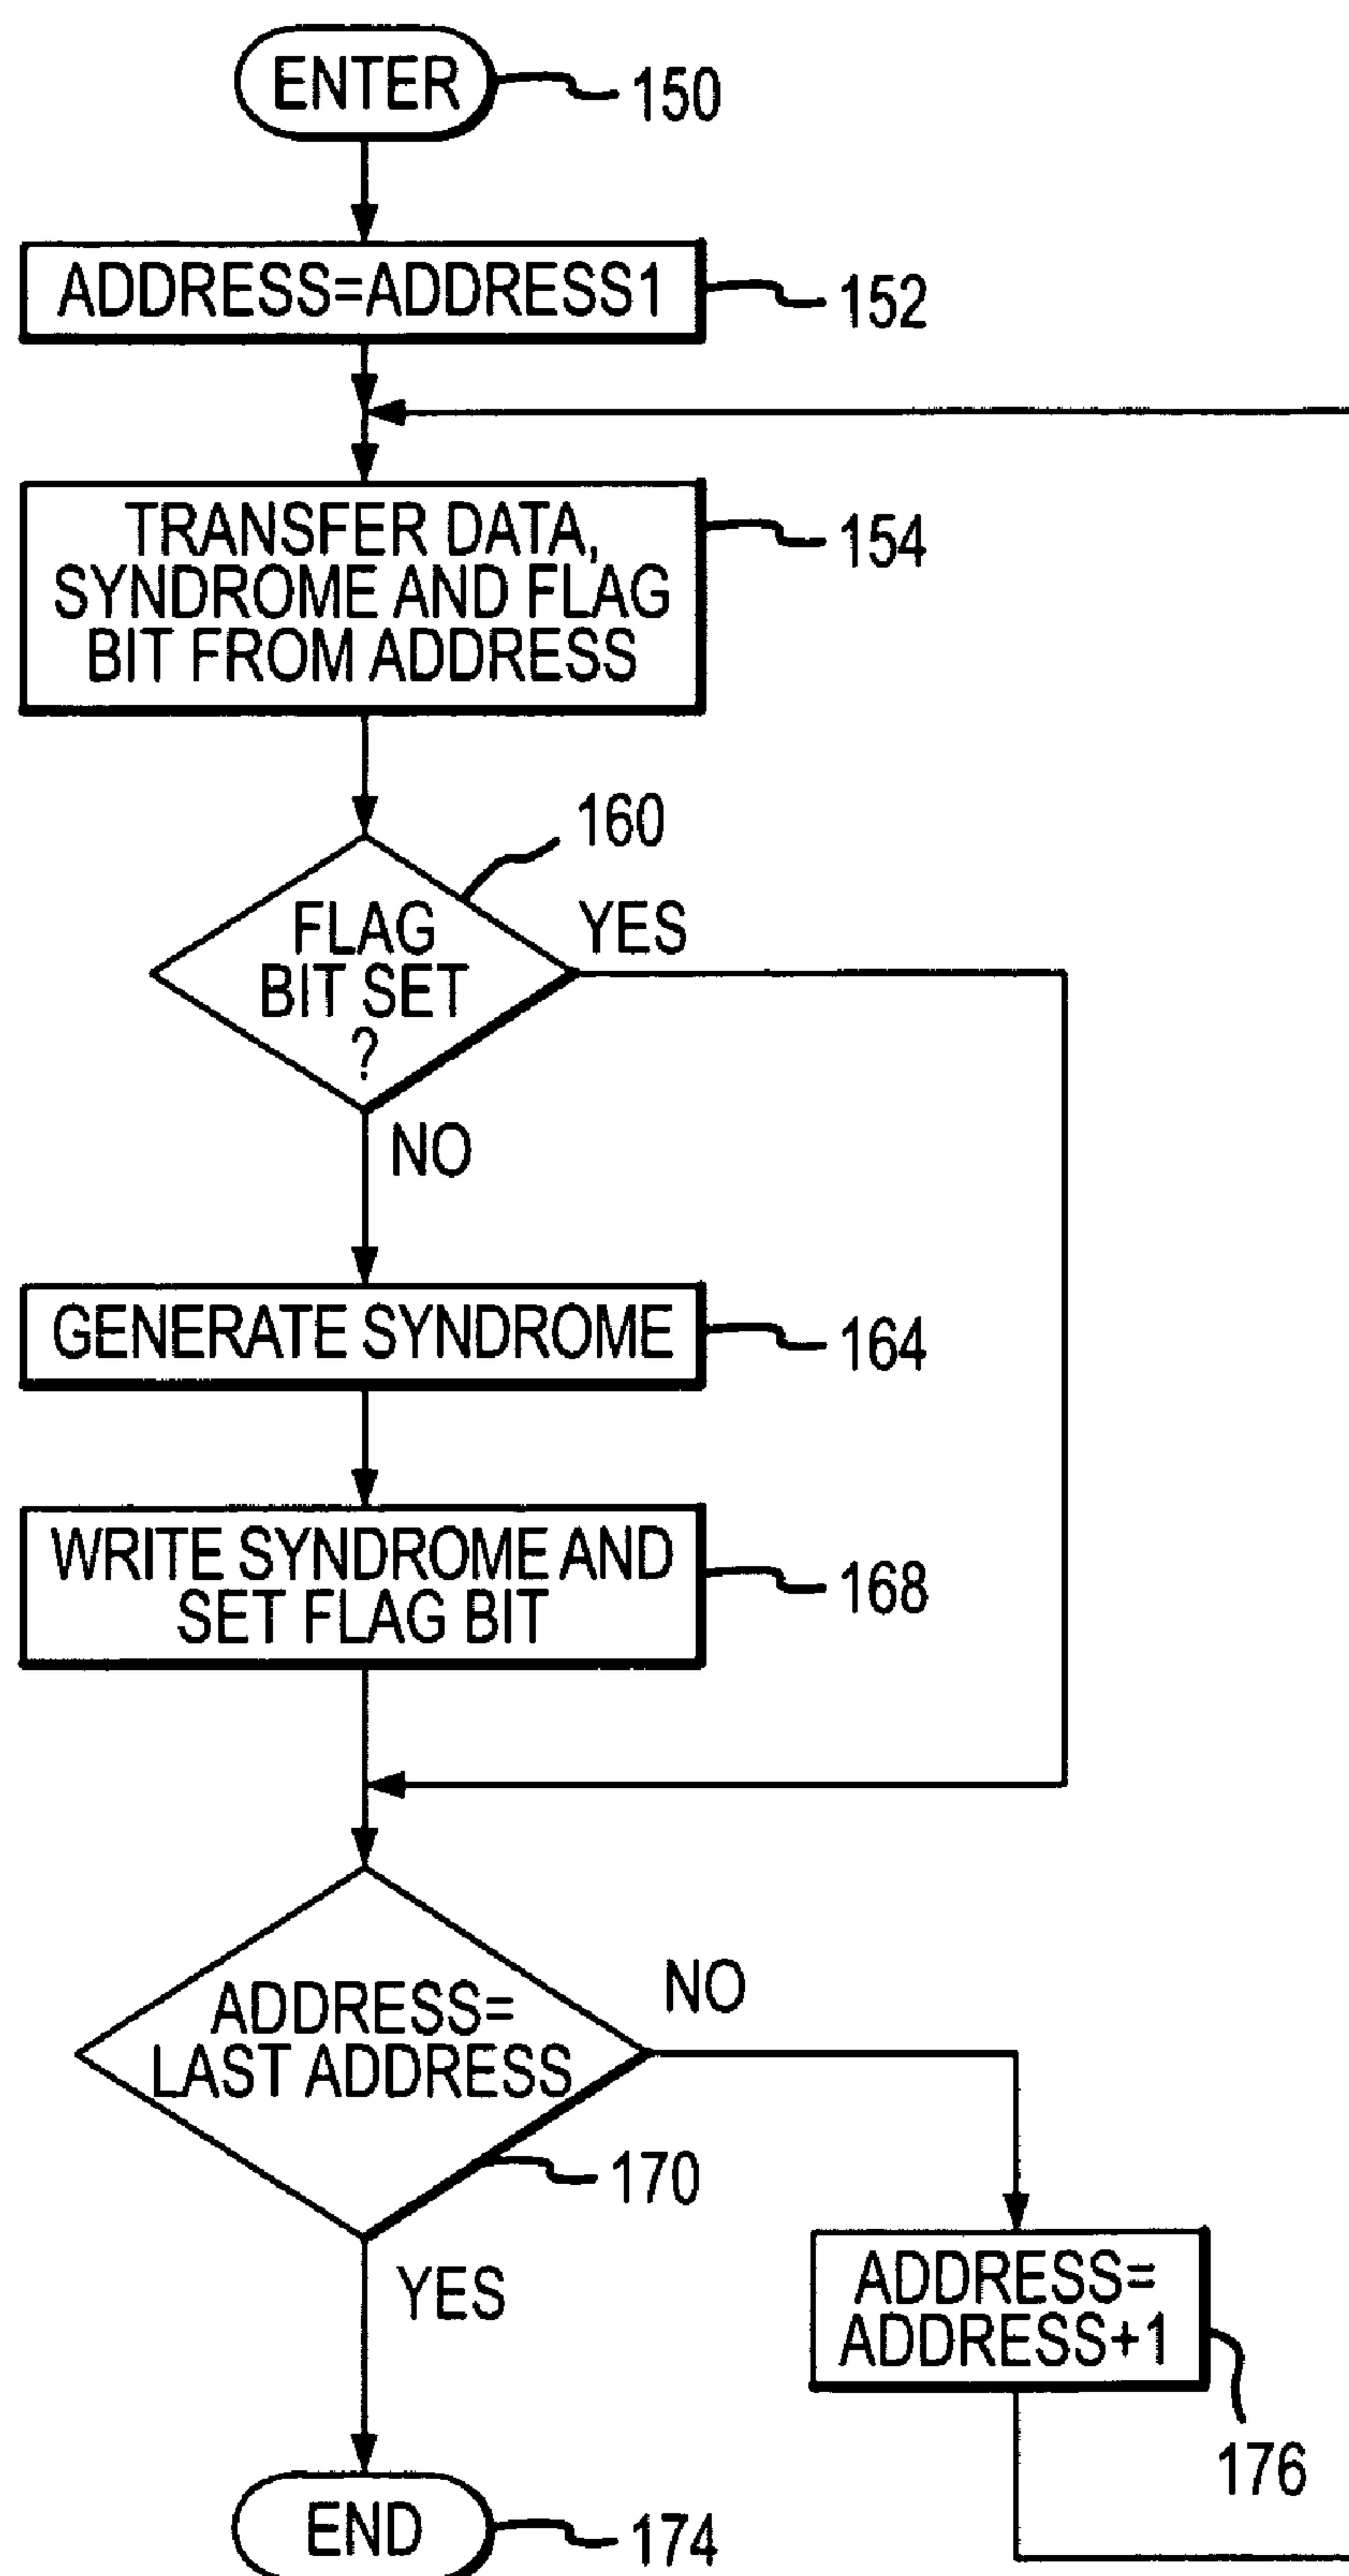 ENTER
150
ADDRESS=ADDRESS1
152
TRANSFER DATA,
SYNDROME AND FLAG
BIT FROM ADDRESS
154
160
FLAG
BIT SET
?
YES
NO
GENERATE SYNDROME
164
WRITE SYNDROME AND
SET FLAG BIT
168
ADDRESS=
LAST ADDRESS
NO
170
YES
ADDRESS=
ADDRESS+1
176
END
174